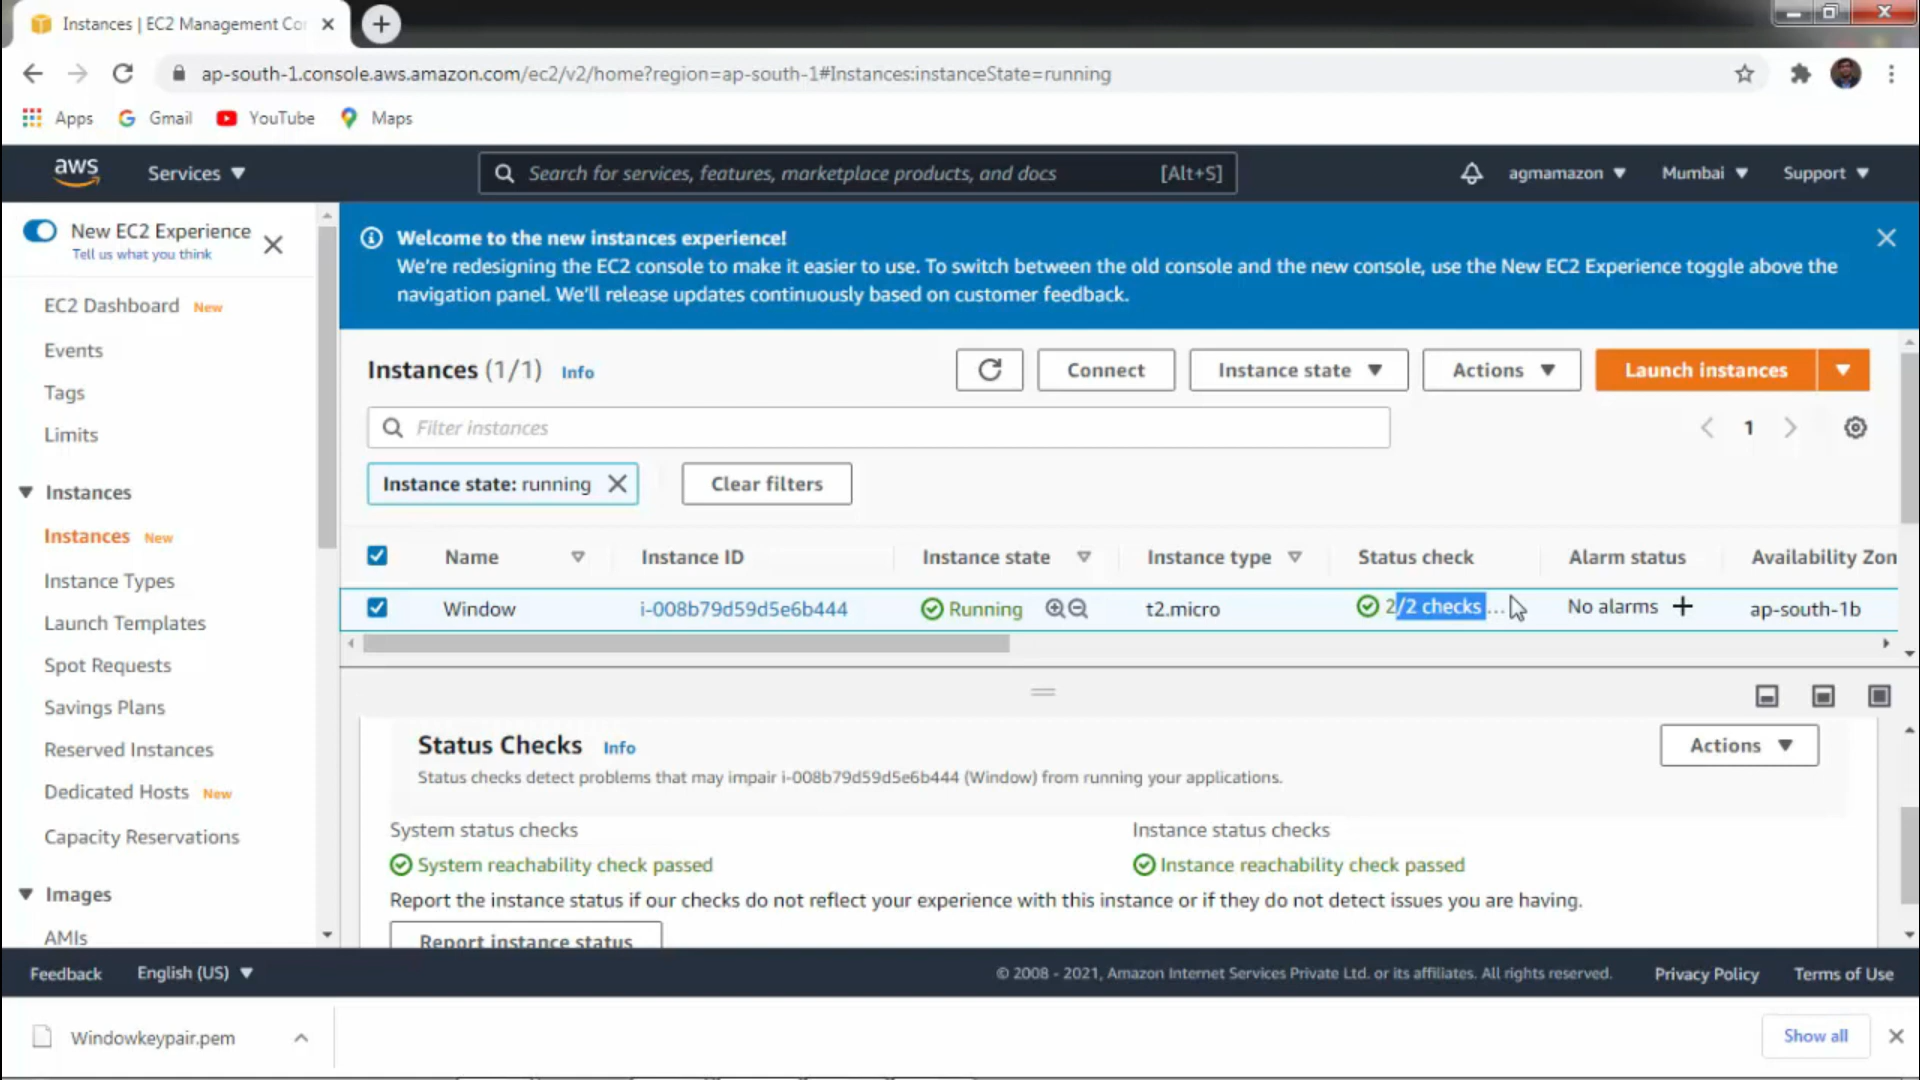 Instances | EC2 Management Co
ap-south-1.console.aws.amazon.com/ec2/v2/home?region=ap-south-1#Instances:instanceState=running
Apps Gmail YouTube Maps
aws Services Search for services, features, marketplace products, and docs [Alt+S] agmamazon Mumbai Support
New EC2 Experience
Tell us what you think
EC2 Dashboard New
Events
Tags
Limits
Instances
Instances New
Instance Types
Launch Templates
Spot Requests
Savings Plans
Reserved Instances
Dedicated Hosts New
Capacity Reservations
Images
AMIs
Welcome to the new instances experience!
We're redesigning the EC2 console to make it easier to use. To switch between the old console and the new console, use the New EC2 Experience toggle above the
navigation panel. We'll release updates continuously based on customer feedback.
Instances (1/1) Info Connect Instance state Actions Launch instances
Filter instances 1
Instance state: running Clear filters
Name Instance ID Instance state Instance type Status check Alarm status Availability Zon
Window i-008b79d59d5e6b444 Running t2.micro 2/2 checks ... No alarms ap-south-1b
Status Checks Info Actions
Status checks detect problems that may impair i-008b79d59d5e6b444 (Window) from running your applications.
System status checks Instance status checks
System reachability check passed Instance reachability check passed
Report the instance status if our checks do not reflect your experience with this instance or if they do not detect issues you are having.
Report instance status
Feedback English (US) © 2008 - 2021, Amazon Internet Services Private Ltd. or its affiliates. All rights reserved. Privacy Policy Terms of Use
Windowkeypair.pem Show all